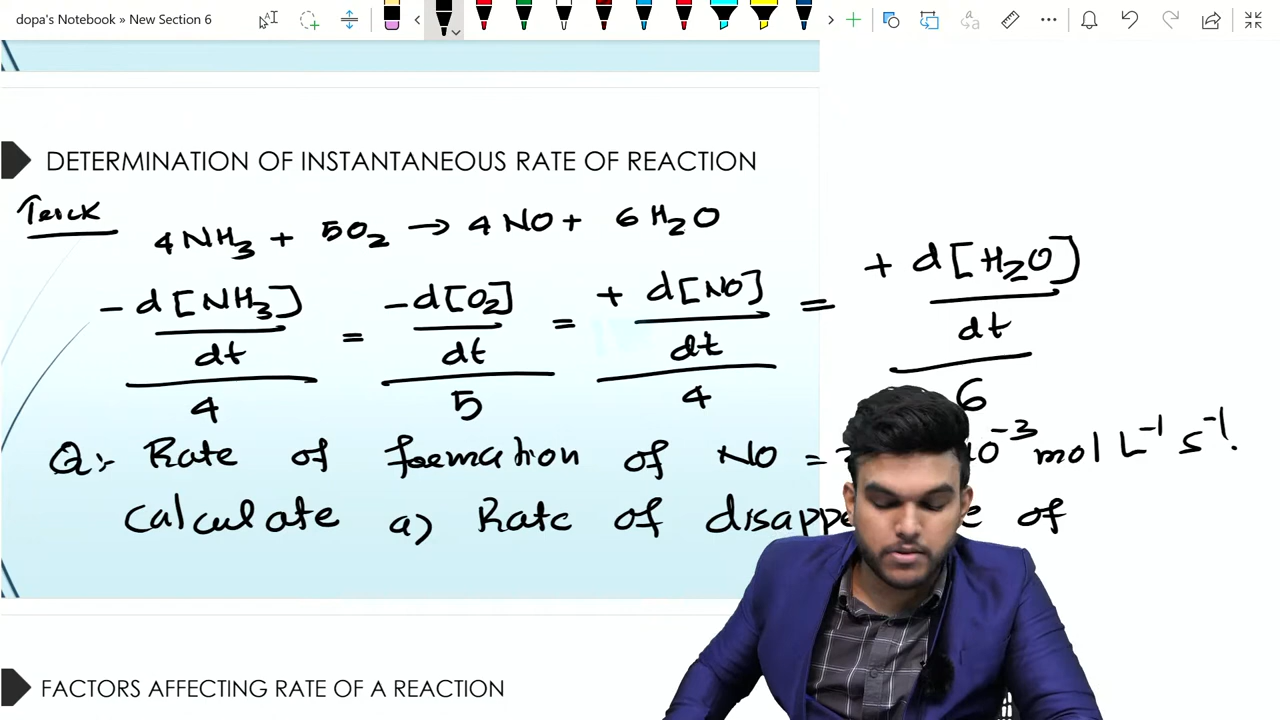 dopa's Notebook » New Section 6
DETERMINATION OF INSTANTANEOUS RATE OF REACTION
Trick
4NH₃ + 5O₂ → 4NO + 6H₂O
- d[NH₃] = -d[O₂] = + d[NO] = + d[H₂O]
dt dt dt dt
4 5 4 6
Q:- Rate of formation of NO = 10⁻³ mol L⁻¹ s⁻¹.
calculate a) Rate of of
FACTORS AFFECTING RATE OF A REACTION